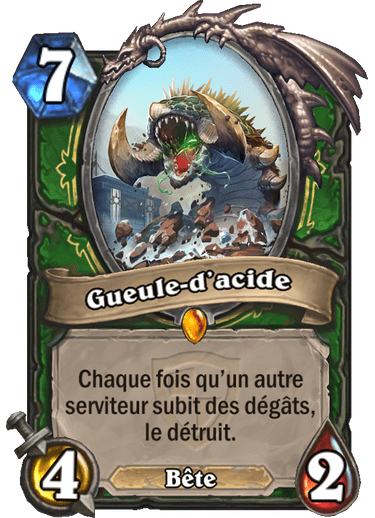 7
Gueule-d'acide
Chaque fois qu'un autre
serviteur subit des dégâts,
le détruit.
4
Bête
2